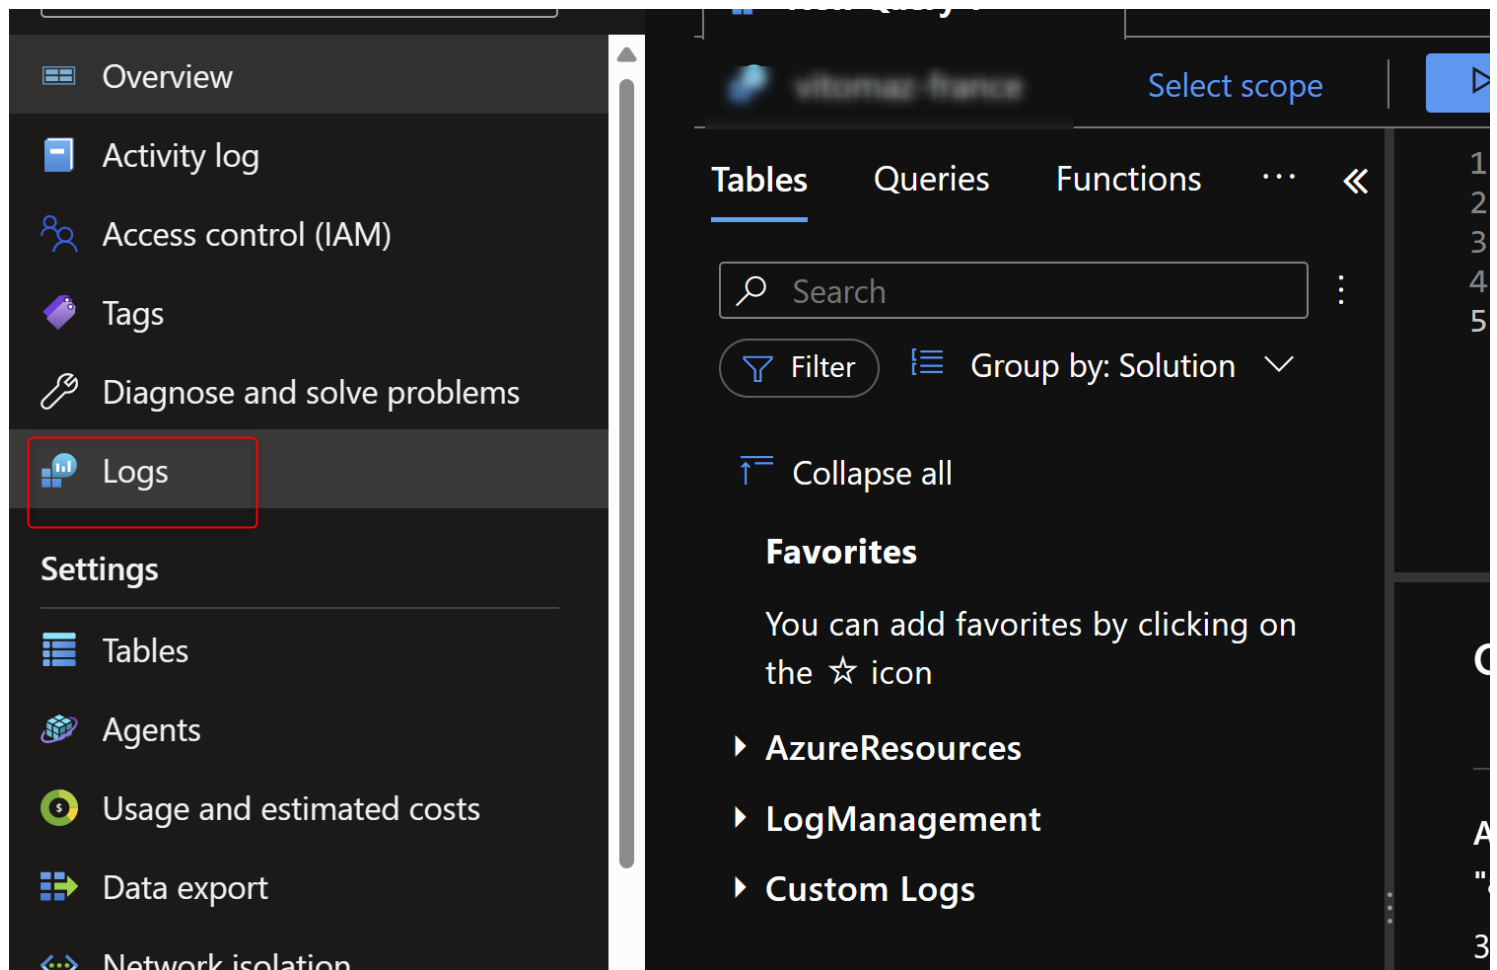 Overview
Activity log
Access control (IAM)
Tags
Diagnose and solve problems
Logs
Settings
Tables
Agents
Usage and estimated costs
Data export
Network isolation
Select scope
Tables Queries Functions ...
Search
Filter
Group by: Solution
Collapse all
Favorites
You can add favorites by clicking on
the ☆ icon
AzureResources
LogManagement
Custom Logs
1
2
3
4
5